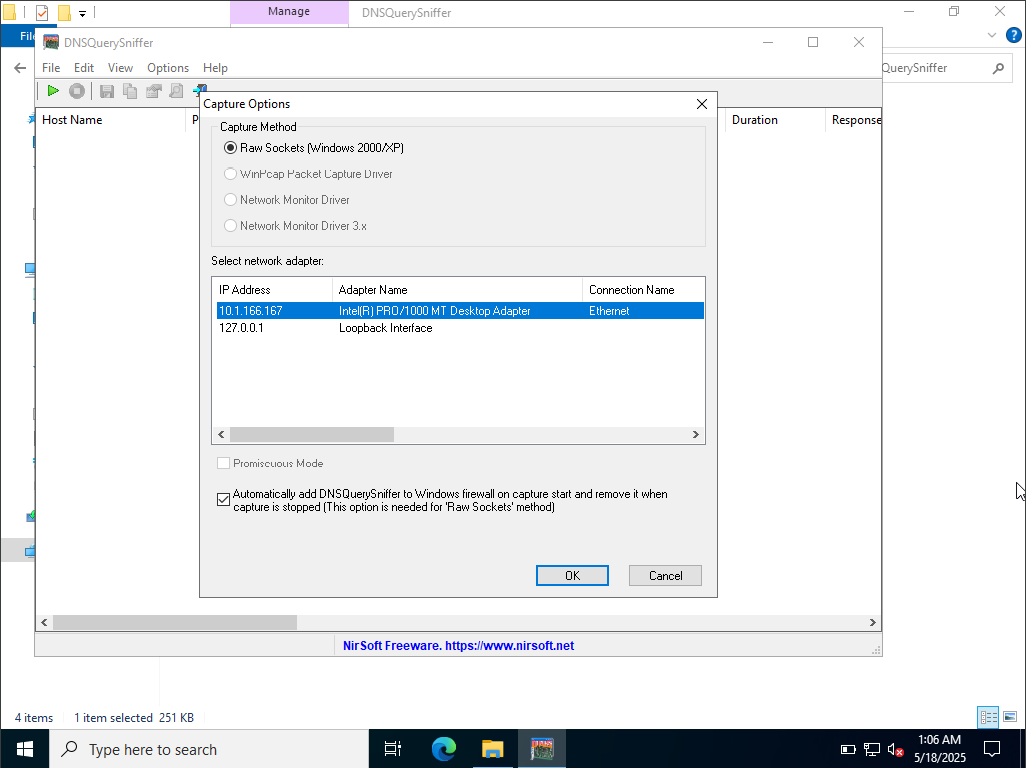 Manage
DNSQuerySniffer
File
DNSQuerySniffer
QuerySniffer
File Edit View Options Help
Host Name
Duration
Response
Capture Options
Capture Method
Raw Sockets (Windows 2000/XP)
WinPcap Packet Capture Driver
Network Monitor Driver
Network Monitor Driver 3.x
Select network adapter:
IP Address Adapter Name Connection Name
10.1.166.167 Intel(R) PRO/1000 MT Desktop Adapter Ethernet
127.0.0.1 Loopback Interface
Promiscuous Mode
Automatically add DNSQuerySniffer to Windows firewall on capture start and remove it when
capture is stopped (This option is needed for 'Raw Sockets' method)
OK Cancel
NirSoft Freeware. https://www.nirsoft.net
4 items 1 item selected 251 KB
Type here to search
1:06 AM
5/18/2025